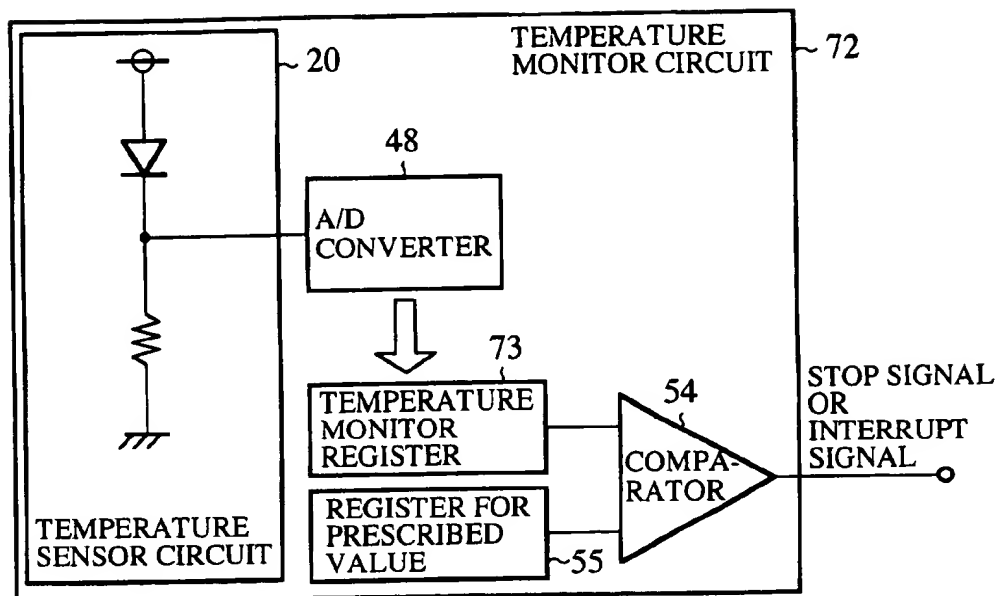 TEMPERATURE
MONITOR CIRCUIT
72
20
48
A/D
CONVERTER
73
TEMPERATURE
MONITOR
REGISTER
54
COMPA-
RATOR
STOP SIGNAL
OR
INTERRUPT
SIGNAL
REGISTER FOR
PRESCRIBED
VALUE
55
TEMPERATURE
SENSOR CIRCUIT